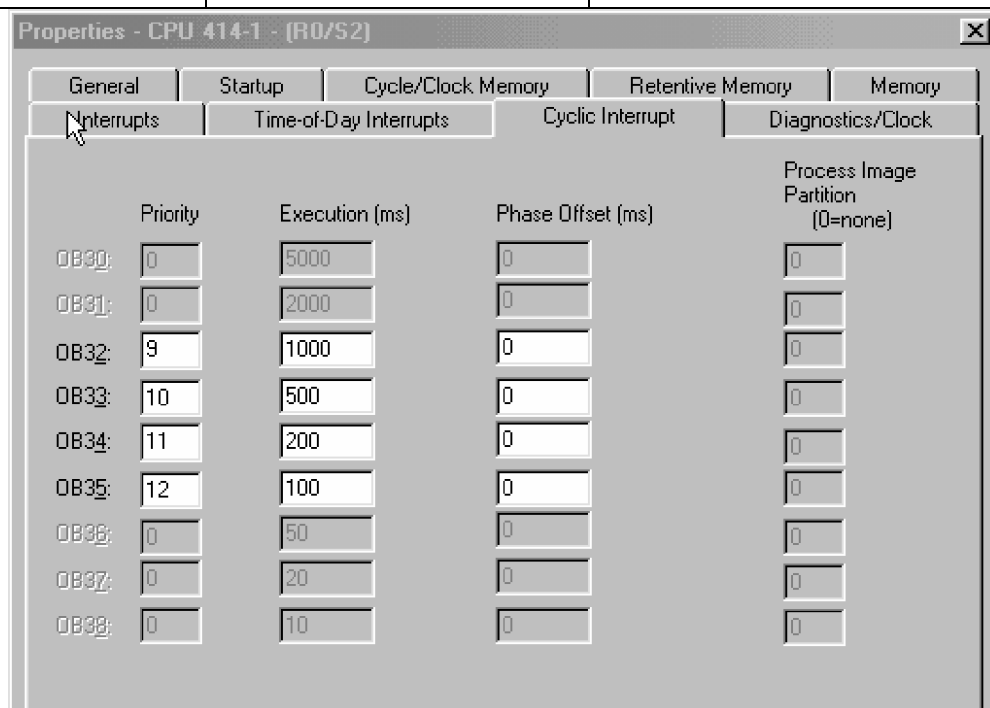 Properties - CPU 414-1 - (R0/S2)
General Startup Cycle/Clock Memory Retentive Memory Memory
Interrupts Time-of-Day Interrupts Cyclic Interrupt Diagnostics/Clock
Priority Execution (ms) Phase Offset (ms) Process Image
Partition
(0=none)
OB30: 0 5000 0 0
OB31: 0 2000 0 0
OB32: 9 1000 0 0
OB33: 10 500 0 0
OB34: 11 200 0 0
OB35: 12 100 0 0
OB36: 0 50 0 0
OB37: 0 20 0 0
OB38: 0 10 0 0